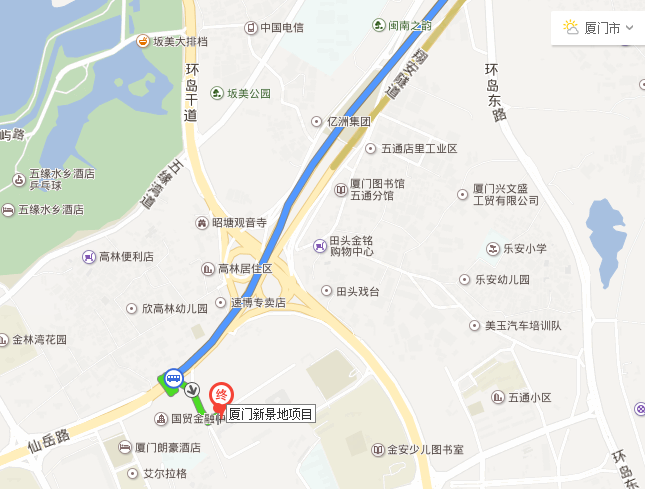 中国电信
闽南之韵
厦门市
坂美大排档
环岛干道
翔安隧道
环岛东路
坂美公园
亿洲集团
屿路
五通店里工业区
五缘湾道
五缘水乡酒店
乒乓球
厦门图书馆
五通分馆
厦门兴文盛
工贸有限公司
五缘水乡酒店
昭塘观音寺
田头金铭
购物中心
乐安小学
高林便利店
高林居住区
乐安幼儿园
田头戏台
速博专卖店
欣高林幼儿园
美玉汽车培训队
金林湾花园
终
五通小区
厦门新景地项目
国贸金融中
仙岳路
厦门朗豪酒店
金安少儿图书室
环岛东
艾尔拉格